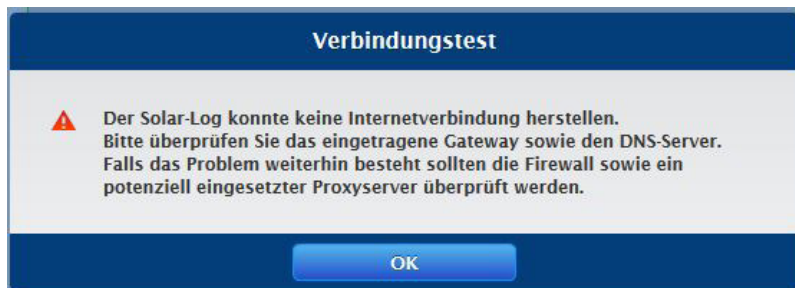 Verbindungstest
Der Solar-Log konnte keine Internetverbindung herstellen.
Bitte überprüfen Sie das eingetragene Gateway sowie den DNS-Server.
Falls das Problem weiterhin besteht sollten die Firewall sowie ein
potenziell eingesetzter Proxyserver überprüft werden.
OK